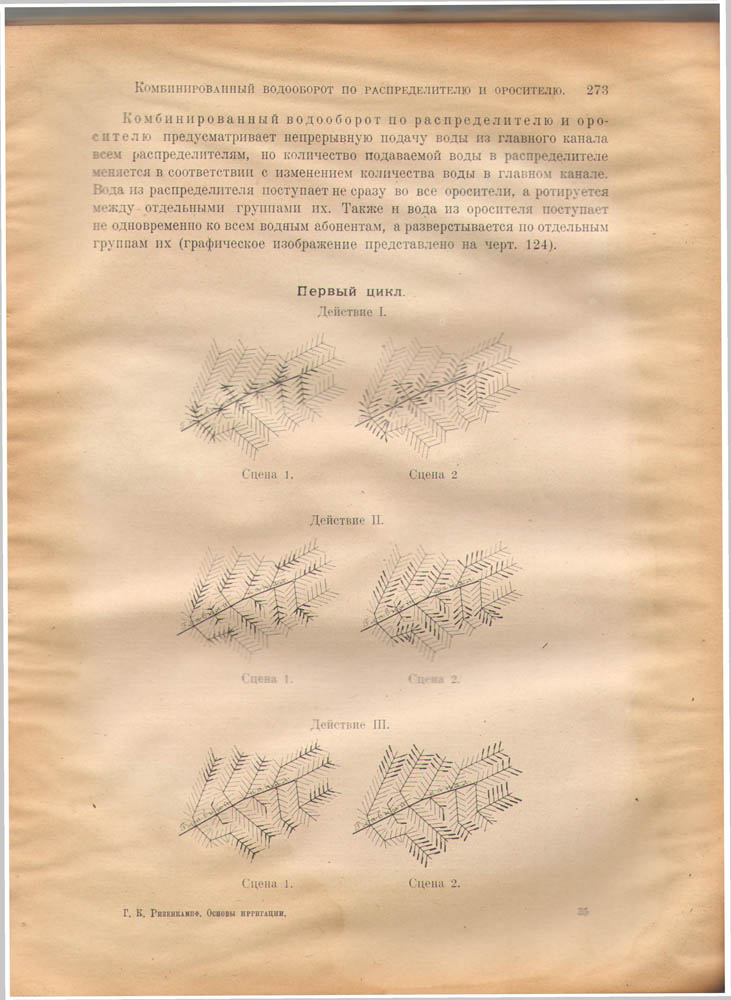 Комбинированный водооборот по распределителю и оросителю. 273
Комбинированный водооборот по распределителю и оро-
сителю предусматривает непрерывную подачу воды из главного канала
всем распределителям, но количество подаваемой воды в распределителе
меняется в соответствии с изменением количества воды в главном канале.
Вода из распределителя поступает не сразу во все оросители, а ротируется
между отдельными группами их. Также и вода из оросителя поступает
не одновременно ко всем водным абонентам, а разверстывается по отдельным
группам их (графическое изображение представлено на черт. 124).
Первый цикл.
Действие I.
Сцена 1. Сцена 2
Действие II.
Сцена 1. Сцена 2.
Действие III.
Сцена 1. Сцена 2.
Г. К. Ризенкампф. Основы ирригации. 35